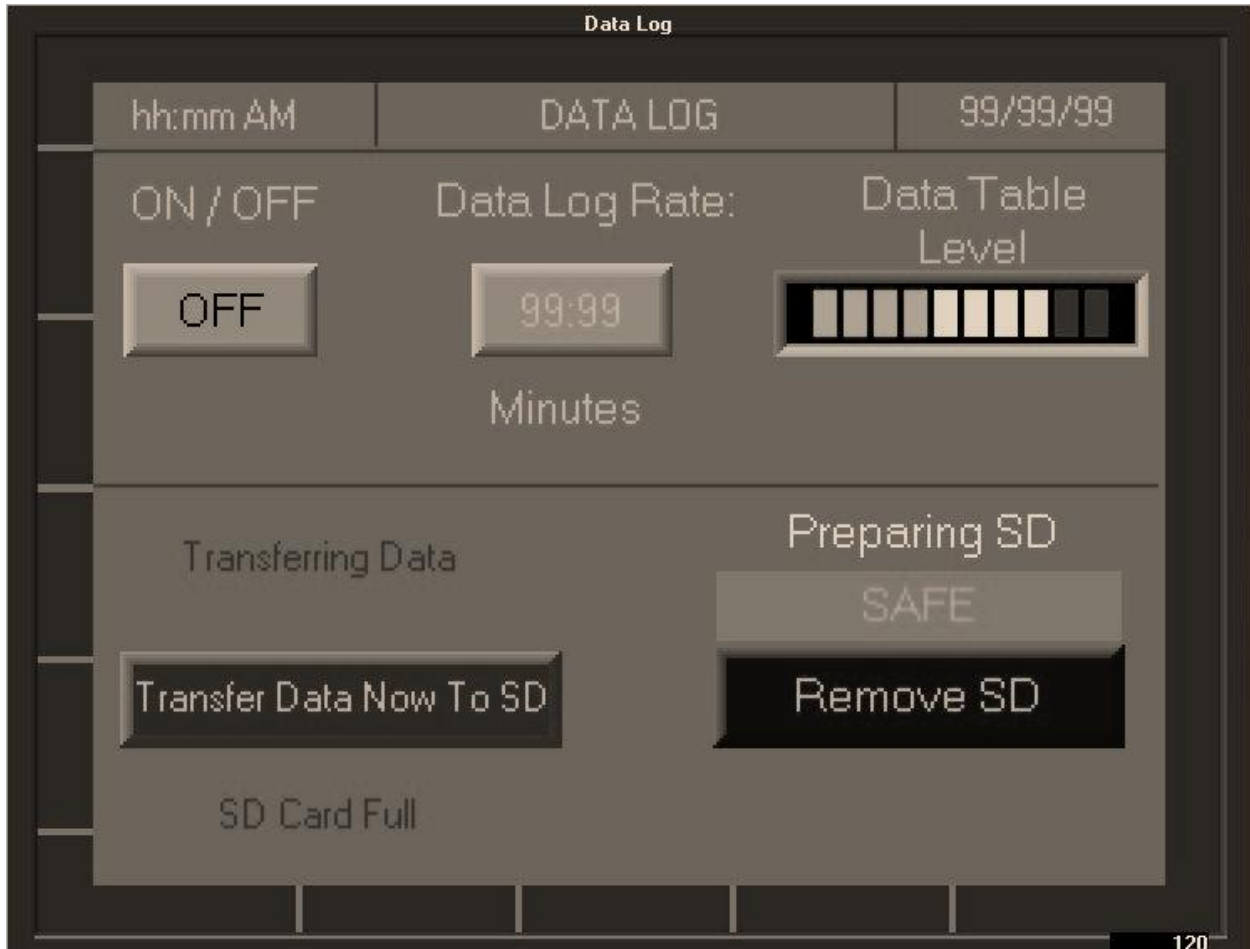 Data Log
hh:mm AM DATA LOG 99/99/99
ON / OFF Data Log Rate: Data Table
Level
OFF 99:99
Minutes
Transferring Data Preparing SD
SAFE
Transfer Data Now To SD Remove SD
SD Card Full
120